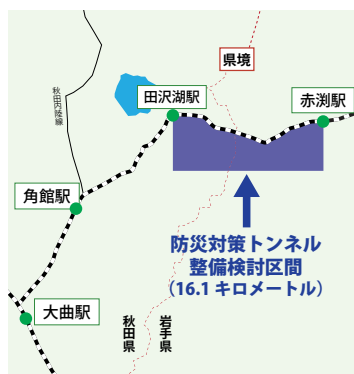 県境
秋田内陸線
田沢湖駅
赤渕駅
角館駅
防災対策トンネル
整備検討区間
（16.1 キロメートル）
大曲駅
秋田県
岩手県